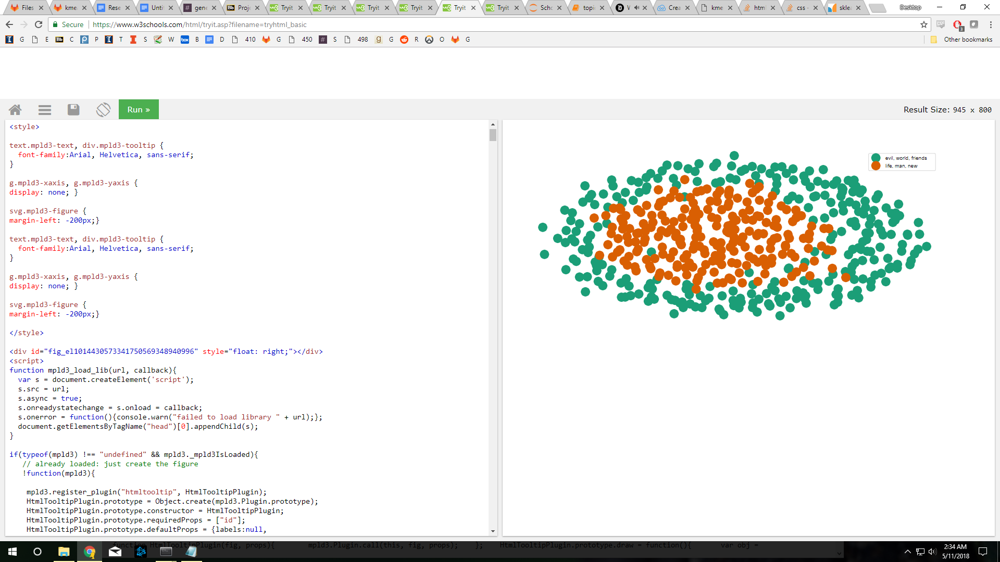 Files
kme
Rese
Unti
gene
Proj
Tryit
Tryit
Tryit
Tryit
Tryit
Tryit
Scho
topi
Crea
kme
html
css -
skle
Desktop
Secure
https://www.w3schools.com/html/tryit.asp?filename=tryhtml_basic
G E Bb C P T S W box B D 410 G 450 # S 498 g G R O G
Other bookmarks
Run »
Result Size: 945 x 800
<style>
text.mpld3-text, div.mpld3-tooltip {
font-family:Arial, Helvetica, sans-serif;
}
g.mpld3-xaxis, g.mpld3-yaxis {
display: none; }
svg.mpld3-figure {
margin-left: -200px;}
text.mpld3-text, div.mpld3-tooltip {
font-family:Arial, Helvetica, sans-serif;
}
g.mpld3-xaxis, g.mpld3-yaxis {
display: none; }
svg.mpld3-figure {
margin-left: -200px;}
</style>
<div id="fig_el10144305733417505693489409​96" style="float: right;"></div>
<script>
function mpld3_load_lib(url, callback){
var s = document.createElement('script');
s.src = url;
s.async = true;
s.onreadystatechange = s.onload = callback;
s.onerror = function(){console.warn("failed to load library " + url);};
document.getElementsByTagName("head")[0].appendChild(s);
}
if(typeof(mpld3) !== "undefined" && mpld3._mpld3IsLoaded){
// already loaded: just create the figure
!function(mpld3){
mpld3.register_plugin("htmltooltip", HtmlTooltipPlugin);
HtmlTooltipPlugin.prototype = Object.create(mpld3.Plugin.prototype);
HtmlTooltipPlugin.prototype.constructor = HtmlTooltipPlugin;
HtmlTooltipPlugin.prototype.requiredProps = ["id"];
HtmlTooltipPlugin.prototype.defaultProps = {labels:null,
evil, world, friends
life, man, new
function HtmlTooltipPlugin(fig, props){ mpld3.Plugin.call(this, fig, props); }; HtmlTooltipPlugin.prototype.draw = function(){ var obj =
2:34 AM
5/11/2018